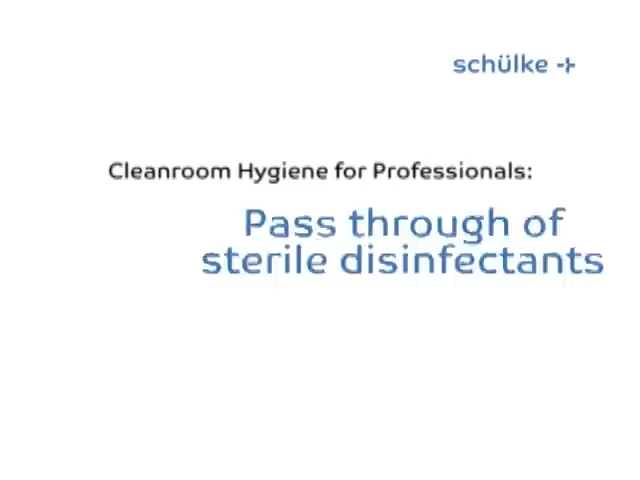 schülke -+
Cleanroom Hygiene for Professionals:
Pass through of
sterile disinfectants